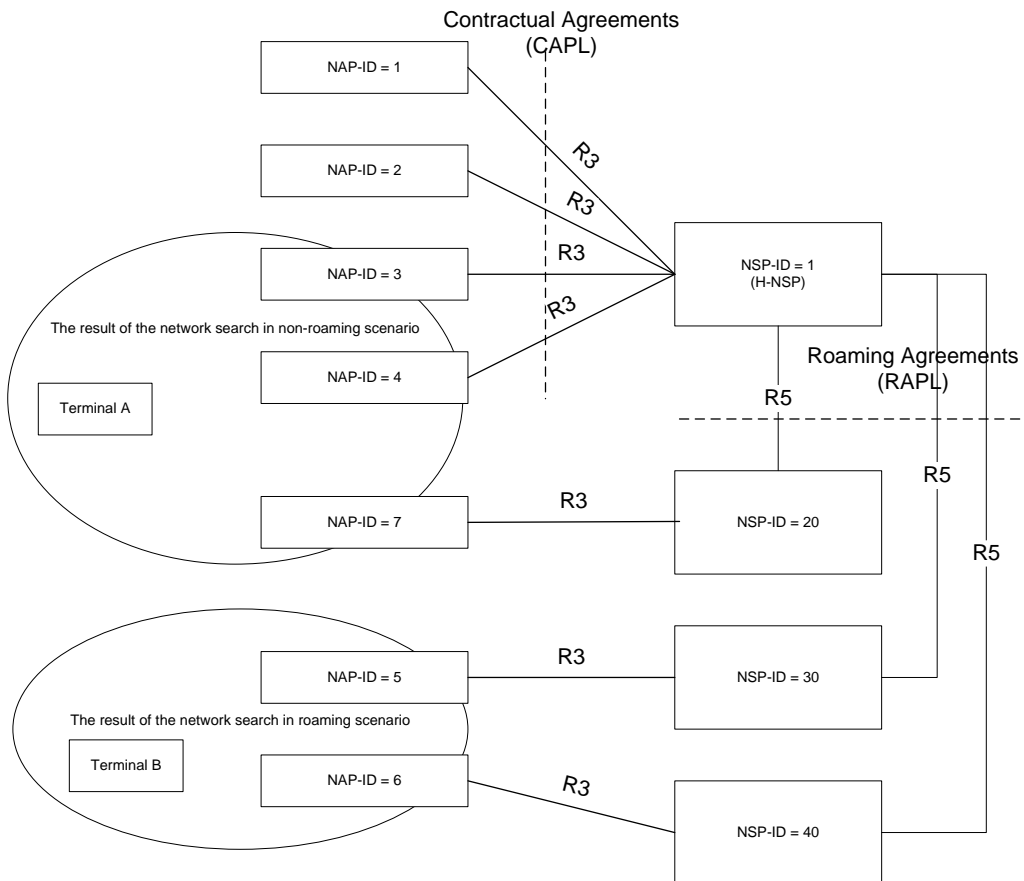 Contractual Agreements
(CAPL)
NAP-ID = 1
R3
NAP-ID = 2
R3
NAP-ID = 3
R3
NSP-ID = 1
(H-NSP)
R3
The result of the network search in non-roaming scenario
NAP-ID = 4
Roaming Agreements
(RAPL)
Terminal A
R5
R5
NAP-ID = 7
R3
NSP-ID = 20
R5
NAP-ID = 5
R3
NSP-ID = 30
The result of the network search in roaming scenario
Terminal B
NAP-ID = 6
R3
NSP-ID = 40